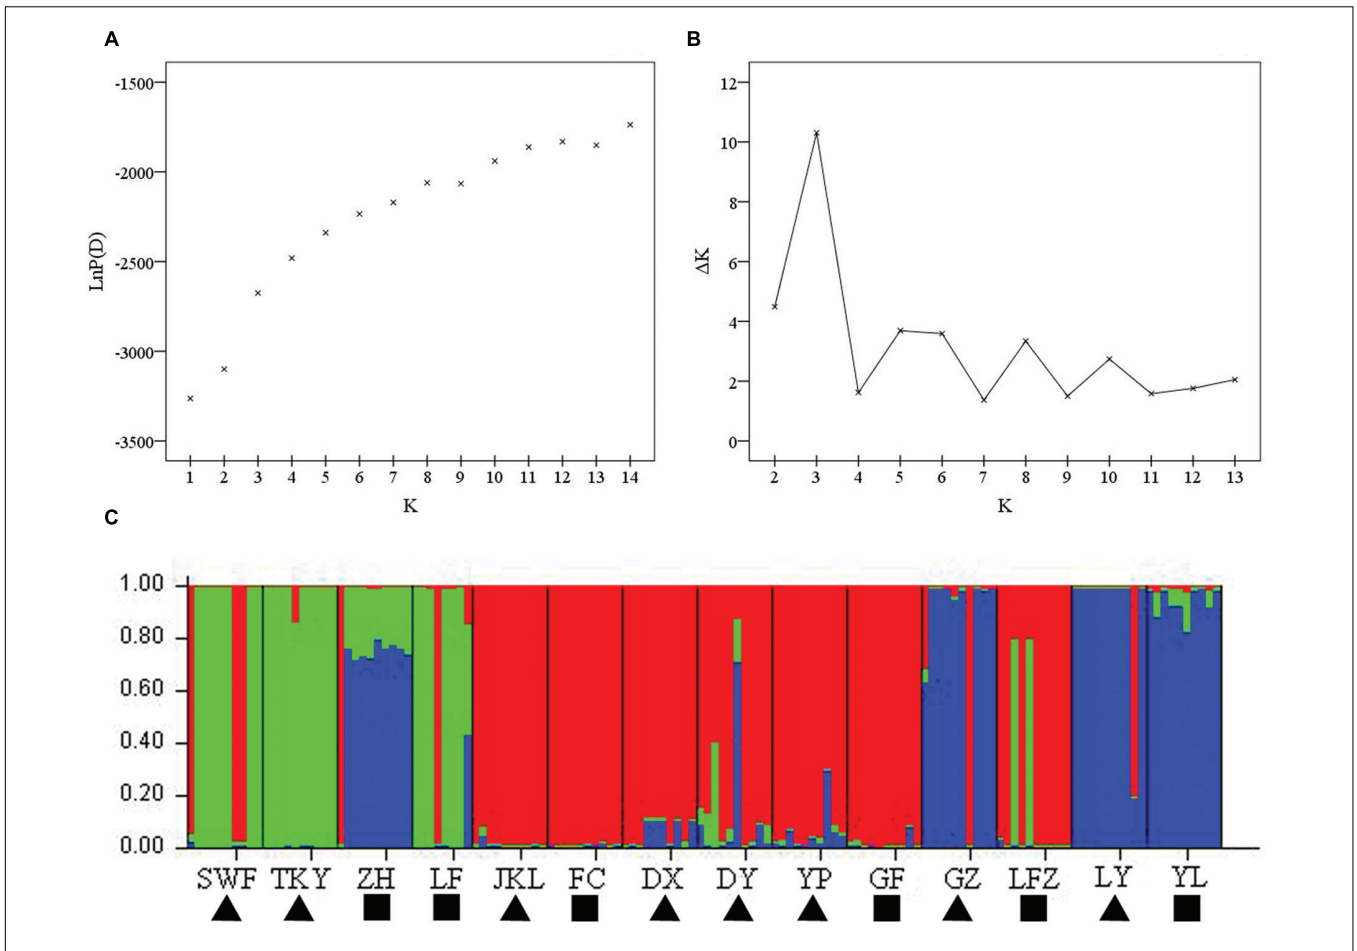 A
B
-1500
-2000
-2500
-3000
-3500
LnP(D)
1 2 3 4 5 6 7 8 9 10 11 12 13 14
K
12
10
8
6
4
2
0
ΔK
2 3 4 5 6 7 8 9 10 11 12 13
K
C
1.00
0.80
0.60
0.40
0.20
0.00
SWF TKY ZH LF JKL FC DX DY YP GF GZ LFZ LY YL